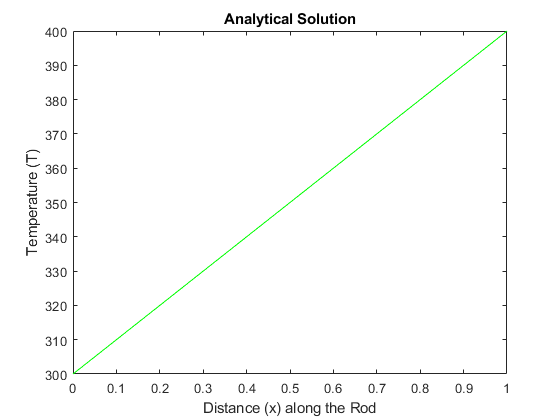 Analytical Solution
400
390
380
370
360
350
340
330
320
310
300
Temperature (T)
0 0.1 0.2 0.3 0.4 0.5 0.6 0.7 0.8 0.9 1
Distance (x) along the Rod